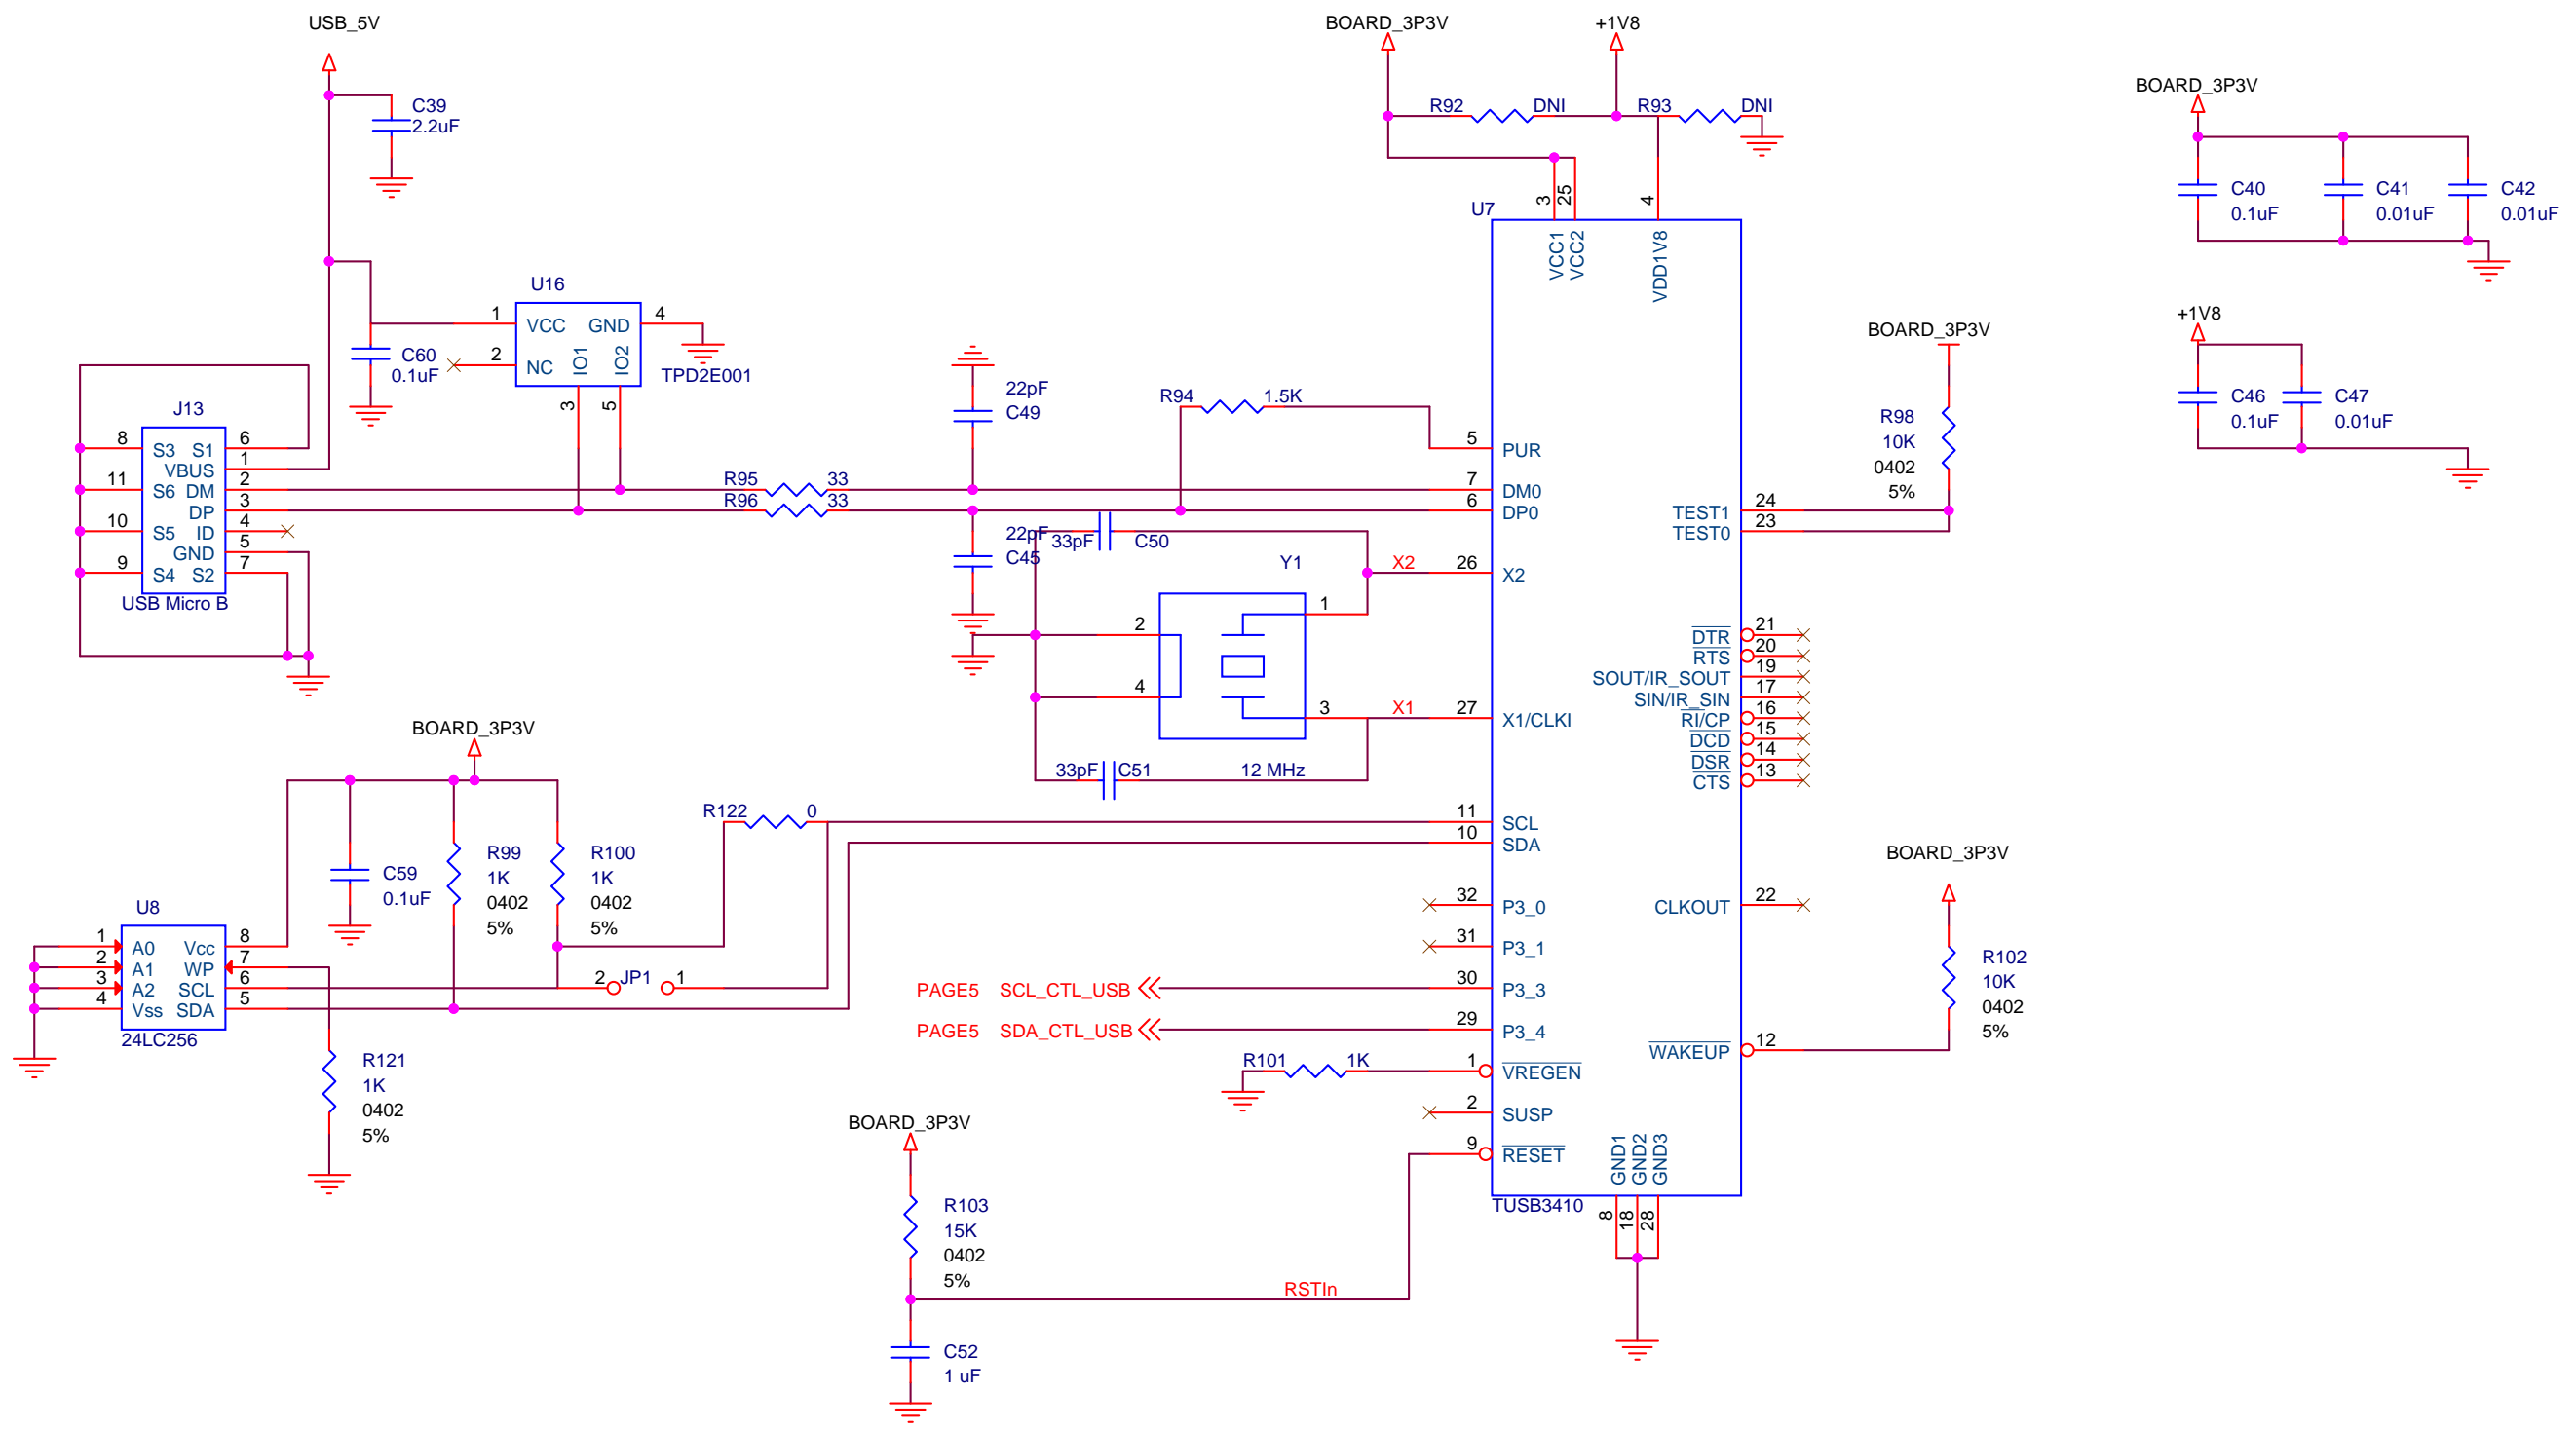 USB_5V
C39
2.2uF
U16
1
VCC
GND
4
2
NC
IO1
IO2
TPD2E001
3
5
C60
0.1uF
J13
8
S3
S1
6
VBUS
1
11
S6
DM
2
DP
3
10
S5
ID
4
GND
5
9
S4
S2
7
USB Micro B
22pF
C49
R95
33
R96
33
22pF
C45
R94
1.5K
33pF
C50
Y1
1
2
4
3
X2
X1
33pF
C51
12 MHz
BOARD_3P3V
+1V8
R92
DNI
R93
DNI
3
25
4
U7
VCC1
VCC2
VDD1V8
5
PUR
7
DM0
6
DP0
26
X2
27
X1/CLKI
11
SCL
10
SDA
32
P3_0
31
P3_1
30
P3_3
29
P3_4
1
VREGEN
2
SUSP
9
RESET
TEST1
24
TEST0
23
DTR
21
RTS
20
SOUT/IR_SOUT
19
SIN/IR_SIN
17
RI/CP
16
DCD
15
DSR
14
CTS
13
CLKOUT
22
WAKEUP
12
GND1
GND2
GND3
TUSB3410
8
18
28
BOARD_3P3V
R98
10K
0402
5%
BOARD_3P3V
R102
10K
0402
5%
BOARD_3P3V
C40
0.1uF
C41
0.01uF
C42
0.01uF
+1V8
C46
0.1uF
C47
0.01uF
BOARD_3P3V
C59
0.1uF
R99
1K
0402
5%
R100
1K
0402
5%
R122
0
U8
1
A0
Vcc
8
2
A1
WP
7
3
A2
SCL
6
4
Vss
SDA
5
24LC256
2
JP1
1
R121
1K
0402
5%
PAGE5
SCL_CTL_USB
PAGE5
SDA_CTL_USB
R101
1K
BOARD_3P3V
R103
15K
0402
5%
RSTIn
C52
1 uF